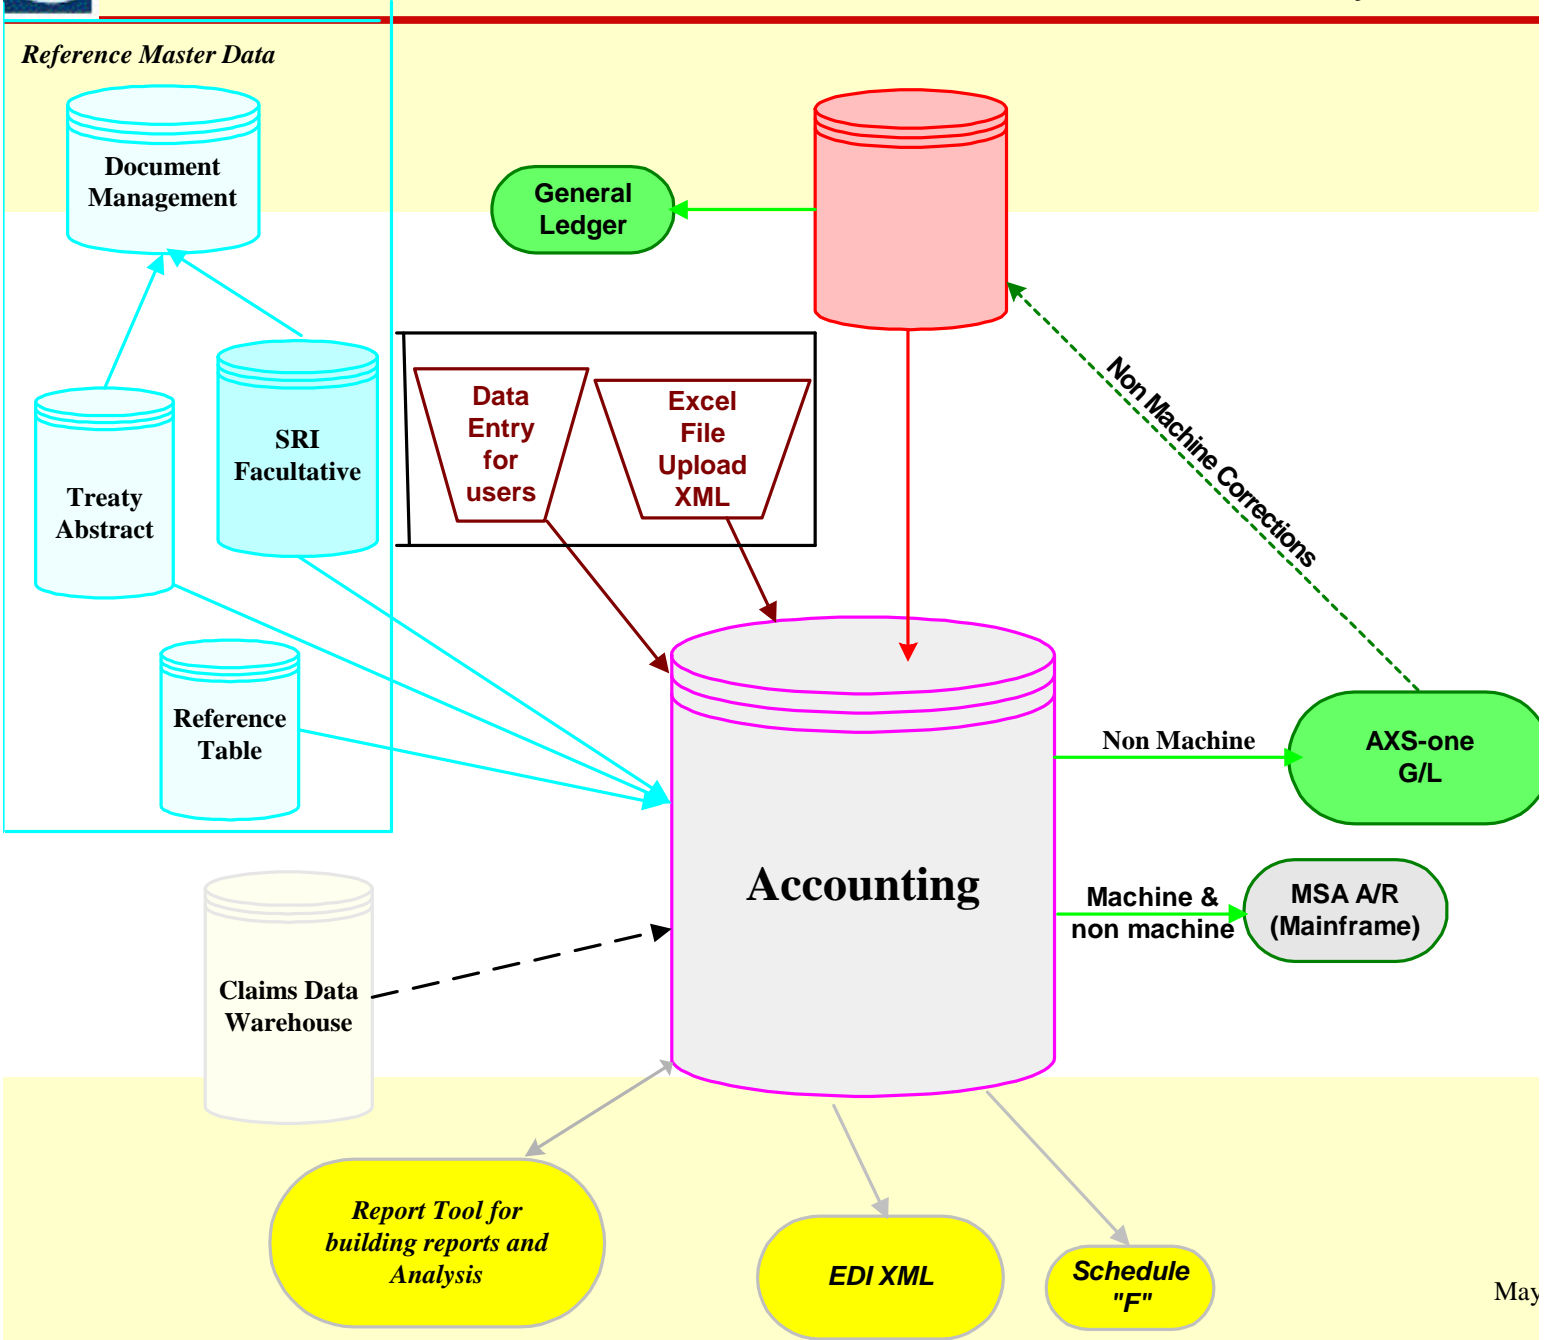 Reference Master Data
Document
Management
General
Ledger
Non Machine Corrections
Data
Entry
for
users
Excel
File
Upload
XML
SRI
Facultative
Treaty
Abstract
Reference
Table
Non Machine
AXS-one
G/L
Accounting
Machine &
non machine
MSA A/R
(Mainframe)
Claims Data
Warehouse
Report Tool for
building reports and
Analysis
EDI XML
Schedule
"F"
May